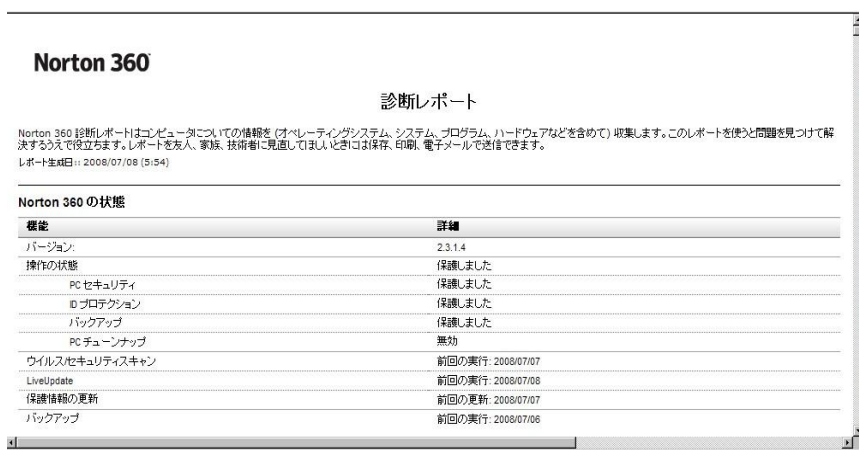 Norton 360
診断レポート
Norton 360 診断レポートはコンピュータについての情報を (オペレーティングシステム、システム、プログラム、ハードウェアなどを含めて) 収集します。このレポートを使うと問題を見つけて解
決するうえで役立ちます。レポートを友人、家族、技術者に見直してほしいときには保存、印刷、電子メールで送信できます。
レポート生成日:: 2008/07/08 (5:54)
Norton 360 の状態
機能 詳細
バージョン: 2.3.1.4
操作の状態 保護しました
PC セキュリティ 保護しました
ID プロテクション 保護しました
バックアップ 保護しました
PC チューンナップ 無効
ウイルス/セキュリティスキャン 前回の実行: 2008/07/07
LiveUpdate 前回の実行: 2008/07/08
保護情報の更新 前回の更新: 2008/07/07
バックアップ 前回の実行: 2008/07/06